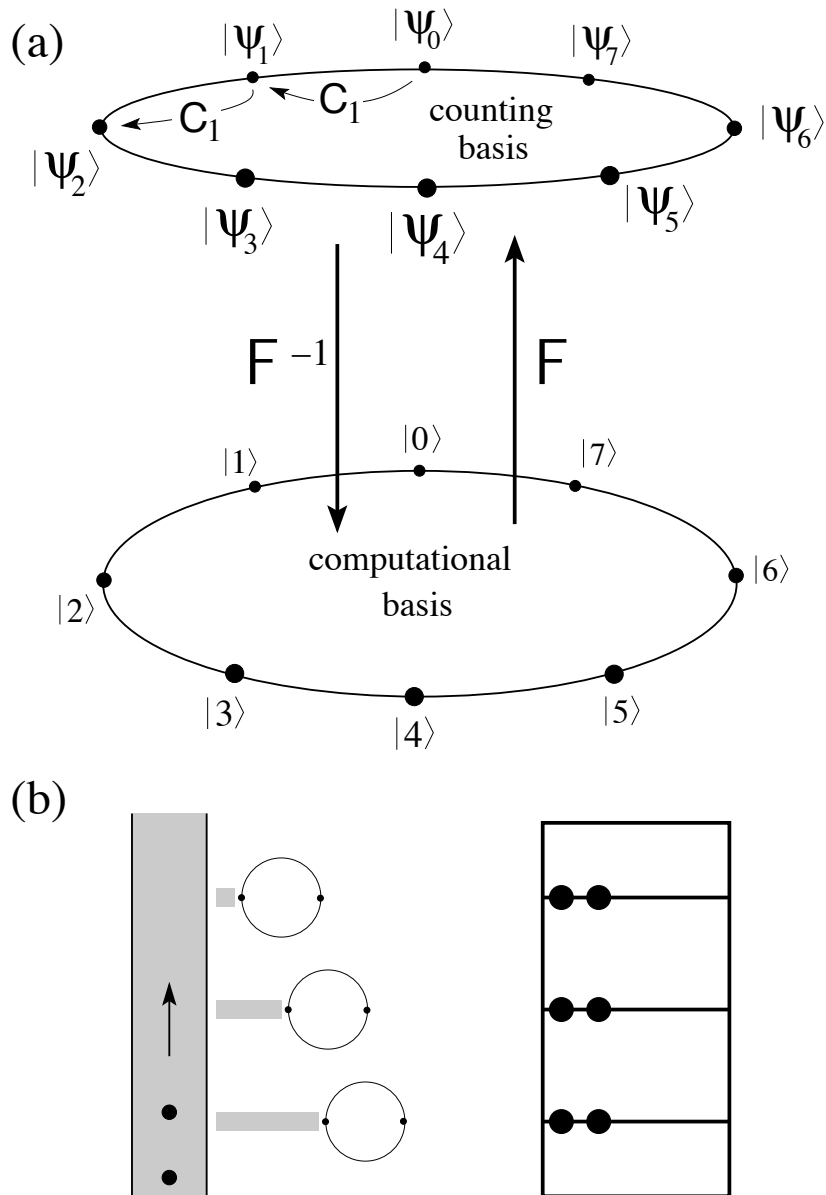 (a)
|Ψ₁⟩ |Ψ₀⟩ |Ψ₇⟩
C₁ C₁ counting
basis
|Ψ₂⟩ |Ψ₆⟩
|Ψ₃⟩ |Ψ₄⟩ |Ψ₅⟩
F ⁻¹ F
|1⟩ |0⟩ |7⟩
computational
basis
|2⟩ |6⟩
|3⟩ |4⟩ |5⟩
(b)